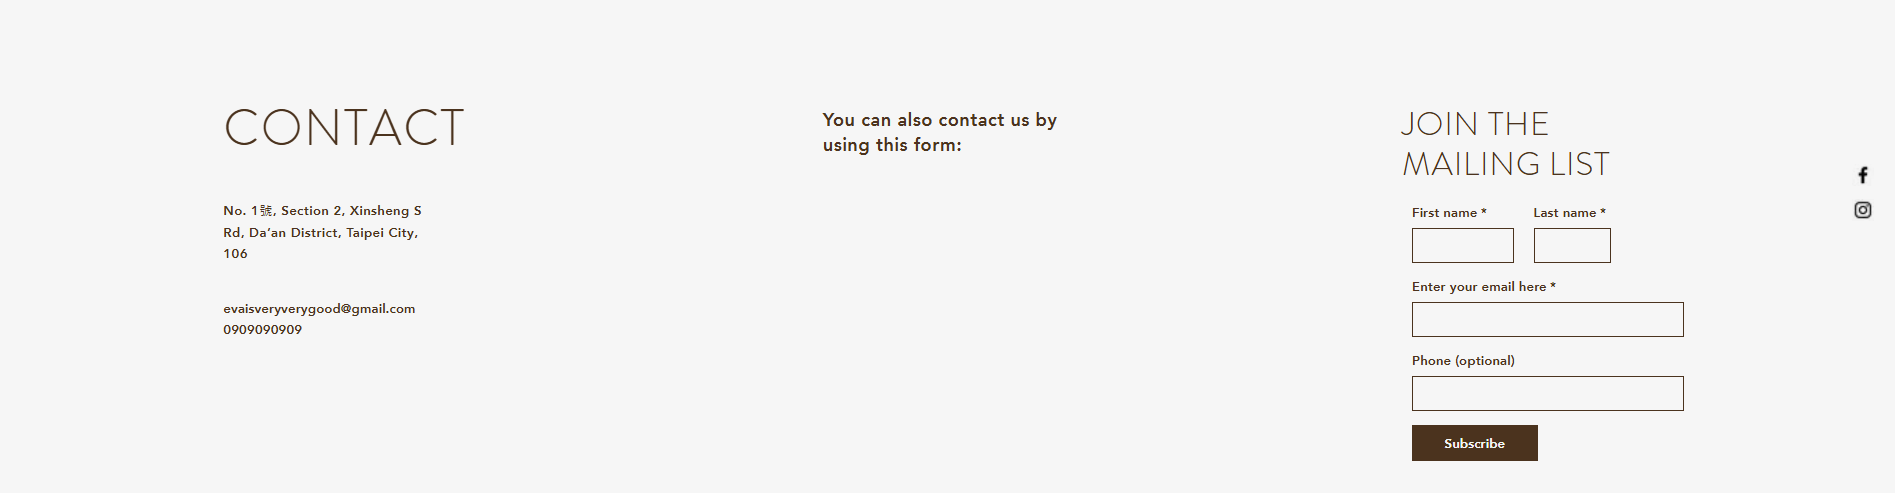 CONTACT
No. 1號, Section 2, Xinsheng S
Rd, Da’an District, Taipei City,
106
evaisveryverygood@gmail.com
0909090909
You can also contact us by
using this form:
JOIN THE
MAILING LIST
First name *
Last name *
Enter your email here *
Phone (optional)
Subscribe